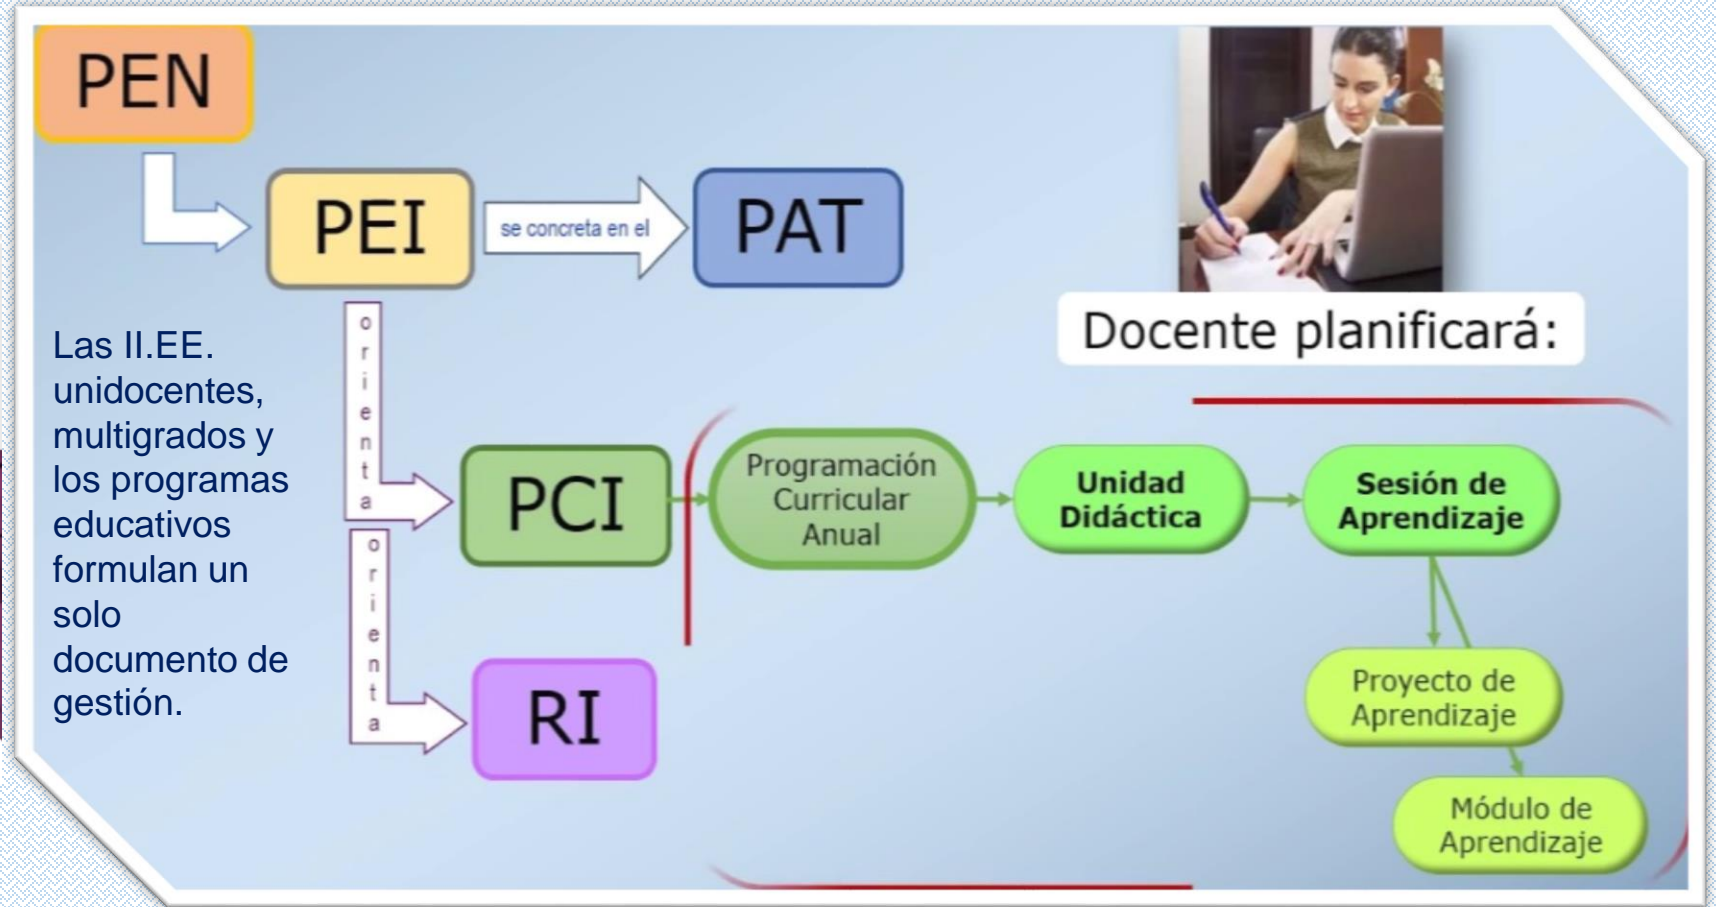 PEN
PEI
se concreta en el
PAT
Docente planificará:
Las II.EE.
unidocentes,
multigrados y
los programas
educativos
formulan un
solo
documento de
gestión.
orienta
PCI
Programación
Curricular
Anual
Unidad
Didáctica
Sesión de
Aprendizaje
orienta
RI
Proyecto de
Aprendizaje
Módulo de
Aprendizaje